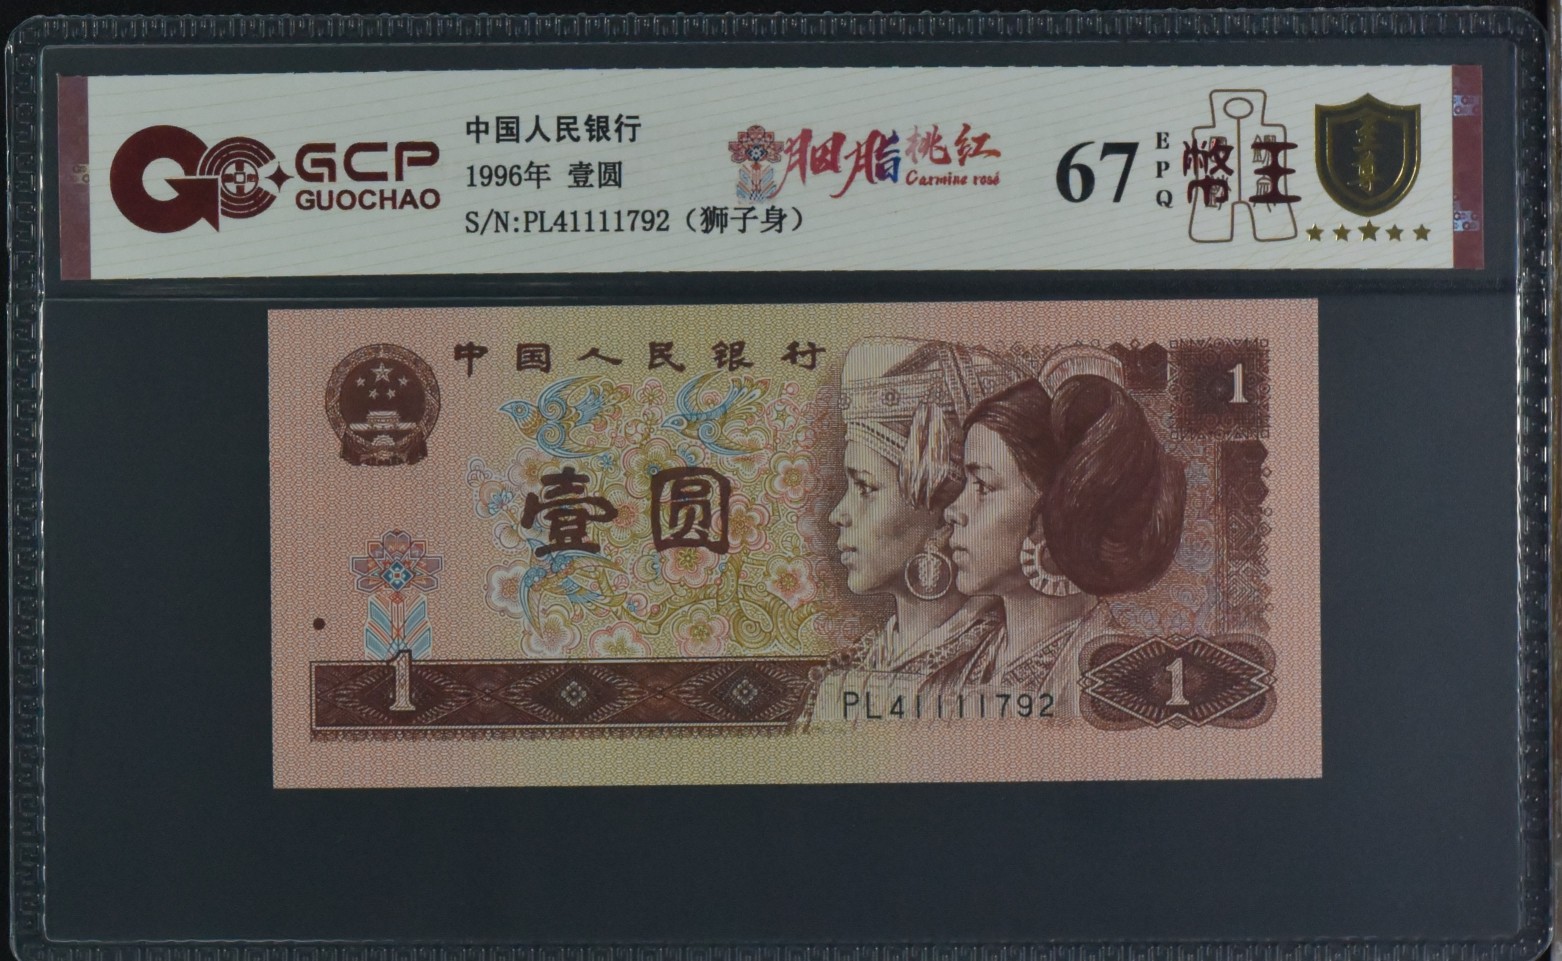 GCP
GUOCHAO
中国人民银行
1996年 壹圆
S/N:PL41111792（狮子身）
胭脂桃红
Carmine rosé
67
EPQ
至尊
中国人民银行
1
壹圆
1
PL41111792
1